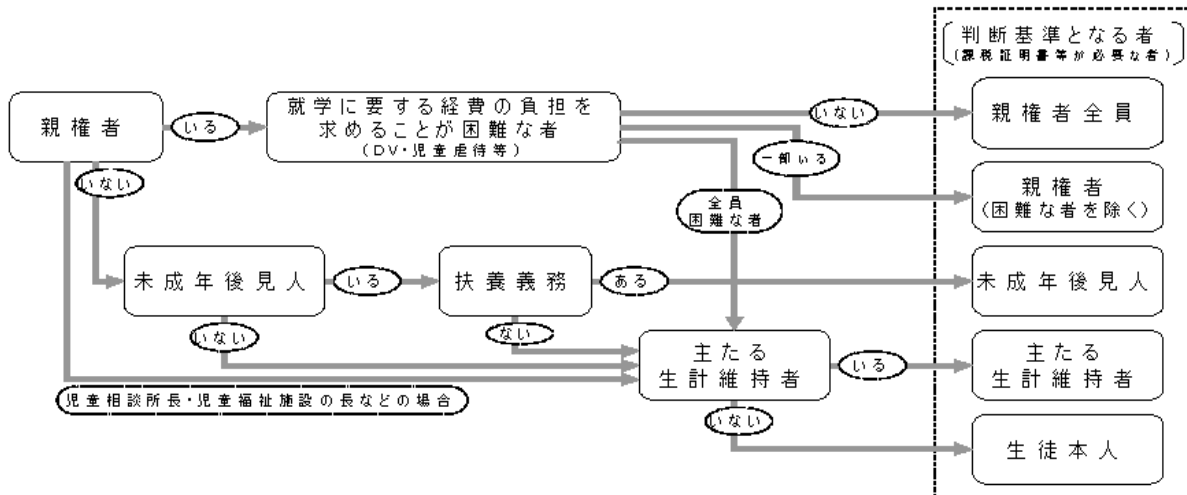 判断基準となる者
(課税証明書等が必要な者)
親権者
いる
就学に要する経費の負担を
求めることが困難な者
(DV・児童虐待等)
いない
親権者全員
一部いる
いない
全員
困難な者
親権者
(困難な者を除く)
未成年後見人
いる
扶養義務
ある
未成年後見人
いない
ない
主たる
生計維持者
いる
主たる
生計維持者
児童相談所長・児童福祉施設の長などの場合
いない
生徒本人